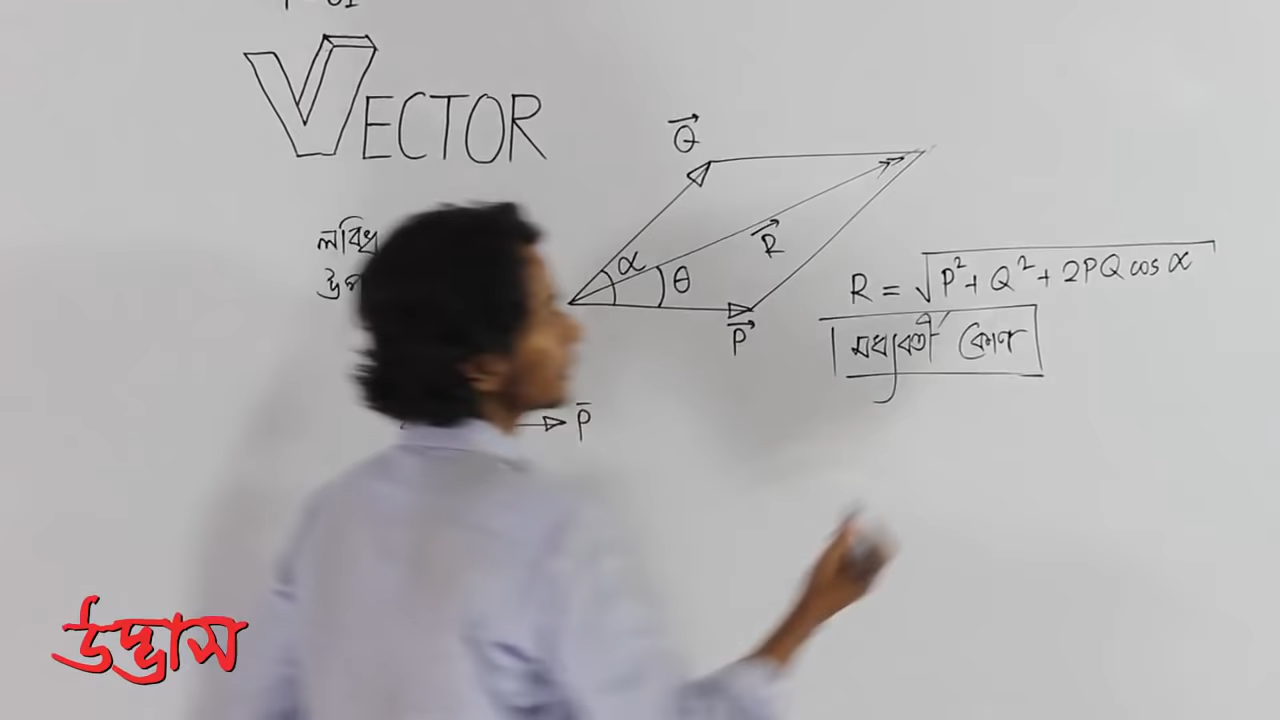 VECTOR
Q
α
R
θ
P
R = √P² + Q² + 2PQ cos α
মধ্যবর্তী কোণ
P
উদ্ভাস